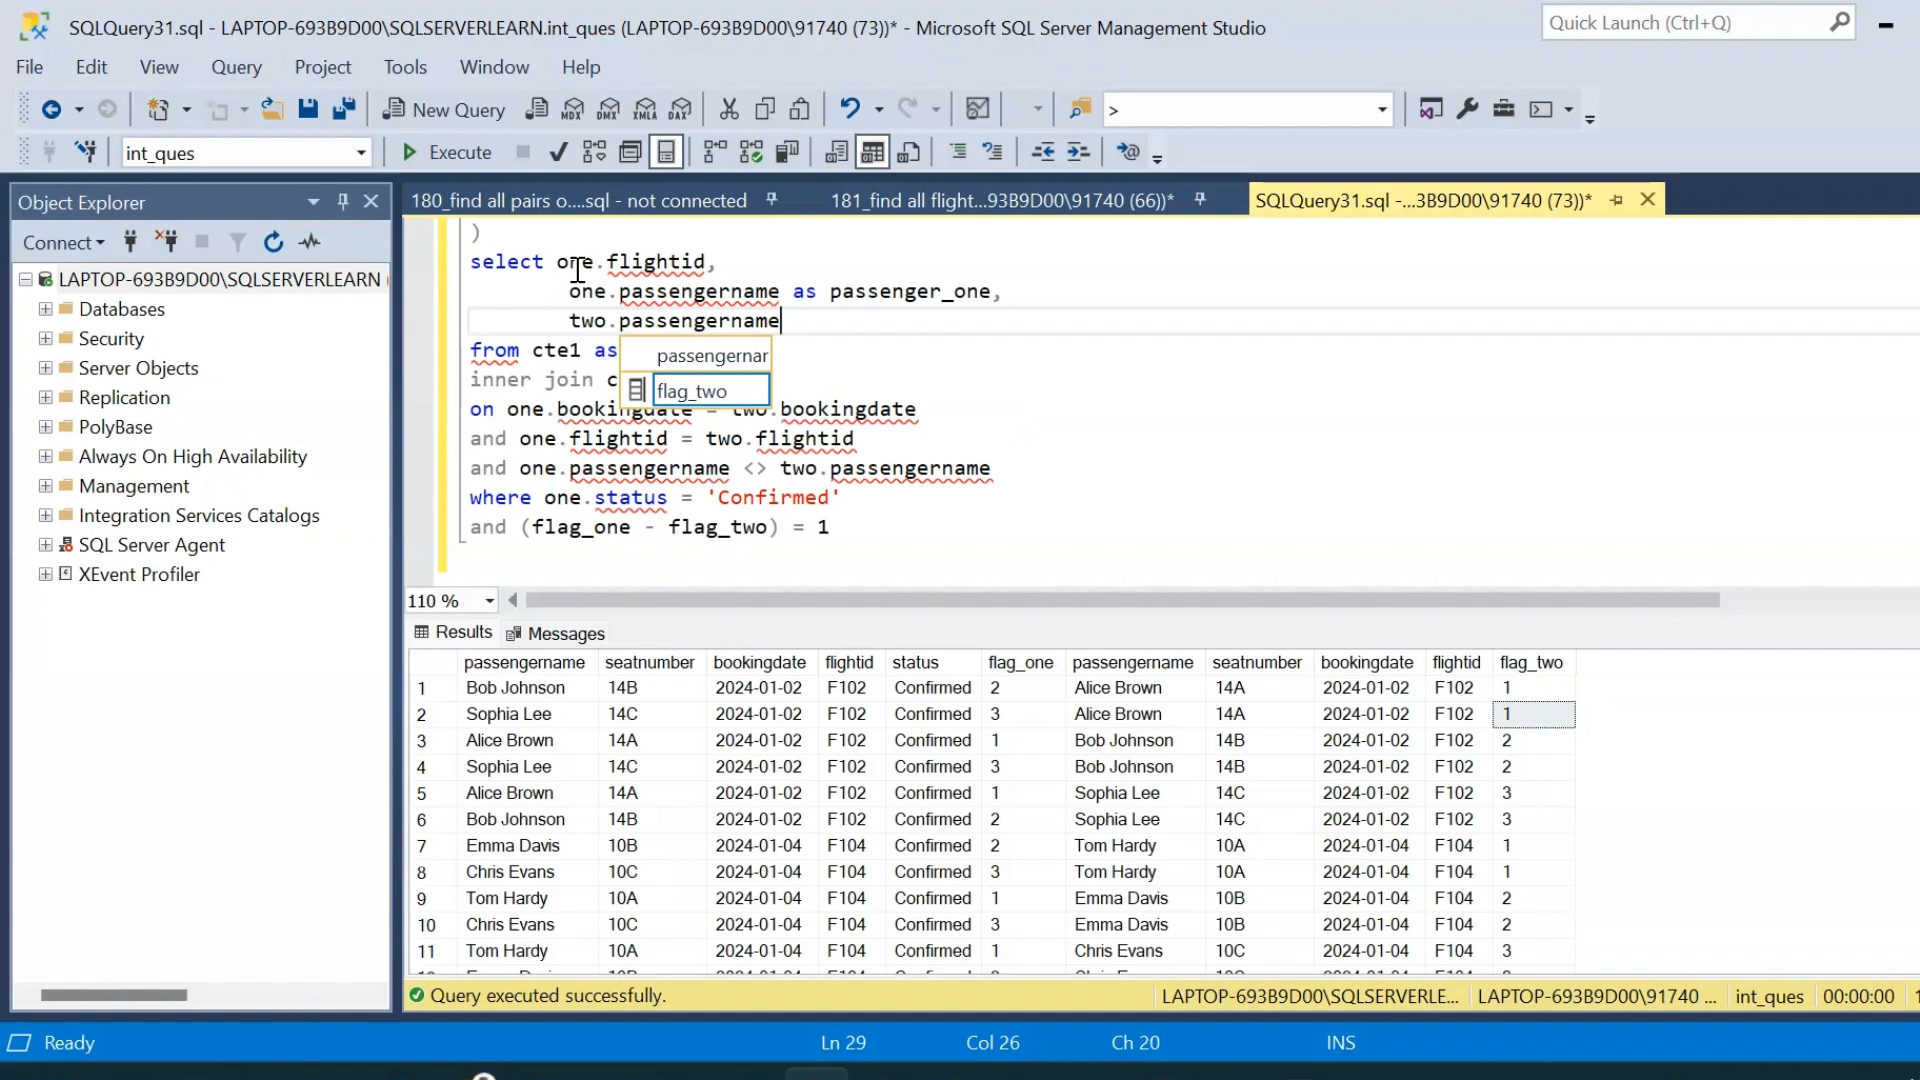 SQLQuery31.sql - LAPTOP-693B9D00\SQLSERVERLEARN.int_ques (LAPTOP-693B9D00\91740 (73))* - Microsoft SQL Server Management Studio
Quick Launch (Ctrl+Q)
File Edit View Query Project Tools Window Help
New Query MDX DMX XMLA DAX >
int_ques Execute
Object Explorer
180_find all pairs o....sql - not connected 181_find all flight...93B9D00\91740 (66))* SQLQuery31.sql -...3B9D00\91740 (73))*
Connect
LAPTOP-693B9D00\SQLSERVERLEARN
Databases
Security
Server Objects
Replication
PolyBase
Always On High Availability
Management
Integration Services Catalogs
SQL Server Agent
XEvent Profiler
)
select one.flightid,
one.passengername as passenger_one,
two.passengername
from cte1 as
inner join c
passengernar
flag_two
on one.bookingdate = two.bookingdate
and one.flightid = two.flightid
and one.passengername <> two.passengername
where one.status = 'Confirmed'
and (flag_one - flag_two) = 1
110 %
Results Messages
passengername seatnumber bookingdate flightid status flag_one passengername seatnumber bookingdate flightid flag_two
1 Bob Johnson 14B 2024-01-02 F102 Confirmed 2 Alice Brown 14A 2024-01-02 F102 1
2 Sophia Lee 14C 2024-01-02 F102 Confirmed 3 Alice Brown 14A 2024-01-02 F102 1
3 Alice Brown 14A 2024-01-02 F102 Confirmed 1 Bob Johnson 14B 2024-01-02 F102 2
4 Sophia Lee 14C 2024-01-02 F102 Confirmed 3 Bob Johnson 14B 2024-01-02 F102 2
5 Alice Brown 14A 2024-01-02 F102 Confirmed 1 Sophia Lee 14C 2024-01-02 F102 3
6 Bob Johnson 14B 2024-01-02 F102 Confirmed 2 Sophia Lee 14C 2024-01-02 F102 3
7 Emma Davis 10B 2024-01-04 F104 Confirmed 2 Tom Hardy 10A 2024-01-04 F104 1
8 Chris Evans 10C 2024-01-04 F104 Confirmed 3 Tom Hardy 10A 2024-01-04 F104 1
9 Tom Hardy 10A 2024-01-04 F104 Confirmed 1 Emma Davis 10B 2024-01-04 F104 2
10 Chris Evans 10C 2024-01-04 F104 Confirmed 3 Emma Davis 10B 2024-01-04 F104 2
11 Tom Hardy 10A 2024-01-04 F104 Confirmed 1 Chris Evans 10C 2024-01-04 F104 3
Query executed successfully. LAPTOP-693B9D00\SQLSERVERLE... LAPTOP-693B9D00\91740 ... int_ques 00:00:00
Ready Ln 29 Col 26 Ch 20 INS